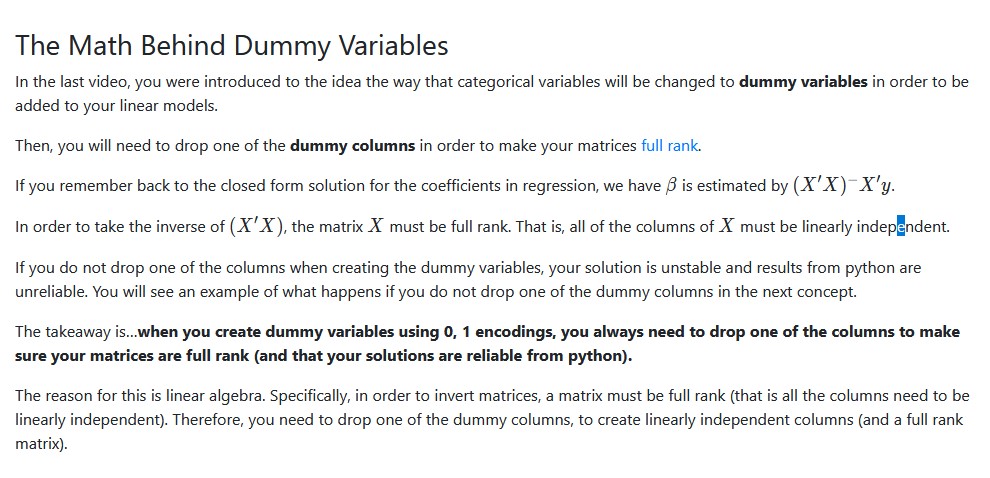 The Math Behind Dummy Variables
In the last video, you were introduced to the idea the way that categorical variables will be changed to dummy variables in order to be
added to your linear models.
Then, you will need to drop one of the dummy columns in order to make your matrices full rank.
If you remember back to the closed form solution for the coefficients in regression, we have β is estimated by (X′X)⁻X′y.
In order to take the inverse of (X′X), the matrix X must be full rank. That is, all of the columns of X must be linearly independent.
If you do not drop one of the columns when creating the dummy variables, your solution is unstable and results from python are
unreliable. You will see an example of what happens if you do not drop one of the dummy columns in the next concept.
The takeaway is...when you create dummy variables using 0, 1 encodings, you always need to drop one of the columns to make
sure your matrices are full rank (and that your solutions are reliable from python).
The reason for this is linear algebra. Specifically, in order to invert matrices, a matrix must be full rank (that is all the columns need to be
linearly independent). Therefore, you need to drop one of the dummy columns, to create linearly independent columns (and a full rank
matrix).